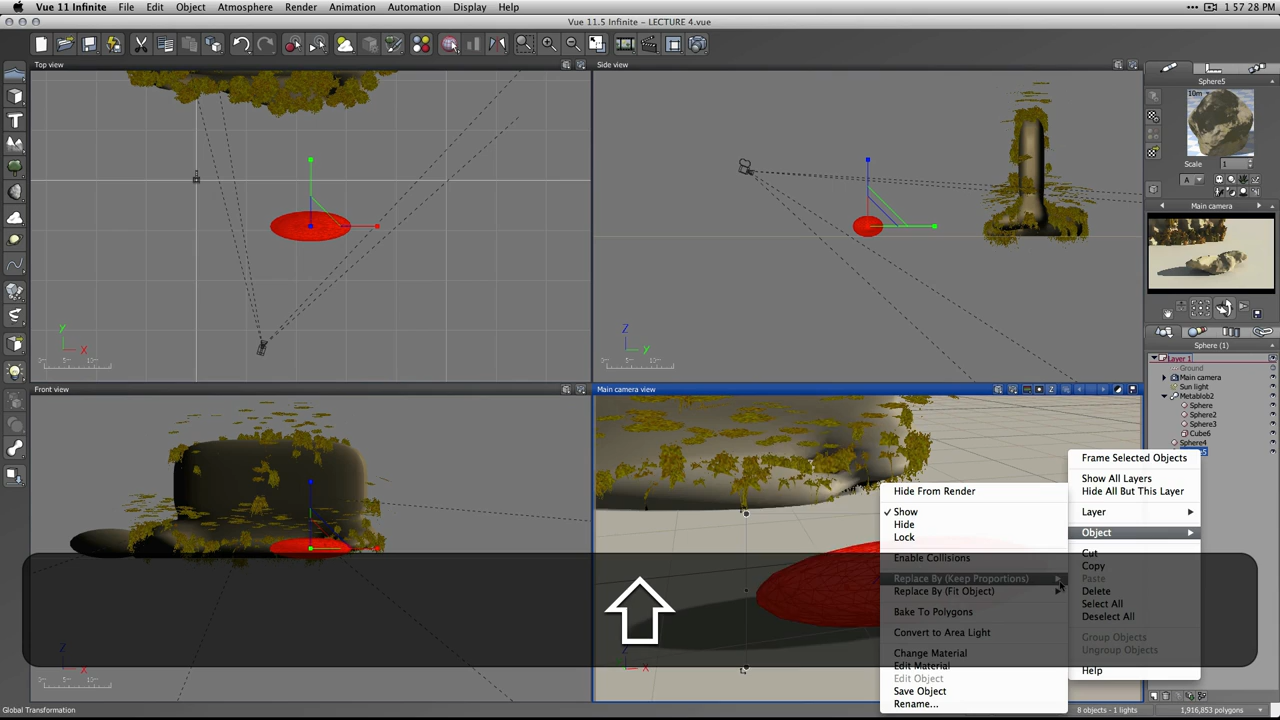 Vue 11 Infinite File Edit Object Atmosphere Render Animation Automation Display Help 1 57 28 PM
Vue 11.5 Infinite - LECTURE 4.vue
Top view
Side view
Sphere5
10m
Scale 1
A
Main camera
Y
X
Z
Y
Sphere (1)
Layer 1
Ground
Main camera
Sun light
Metablob2
Sphere
Sphere2
Sphere3
Cube6
Sphere4
Front view
Main camera view
Frame Selected Objects
Show All Layers
Hide All But This Layer
Layer
Object
Cut
Copy
Paste
Delete
Select All
Deselect All
Group Objects
Ungroup Objects
Help
Hide From Render
Show
Hide
Lock
Enable Collisions
Replace By (Keep Proportions)
Replace By (Fit Object)
Bake To Polygons
Convert to Area Light
Change Material
Edit Material
Edit Object
Save Object
Rename...
Z
X
Z
X
Global Transformation
8 objects - 1 lights
1,916,853 polygons